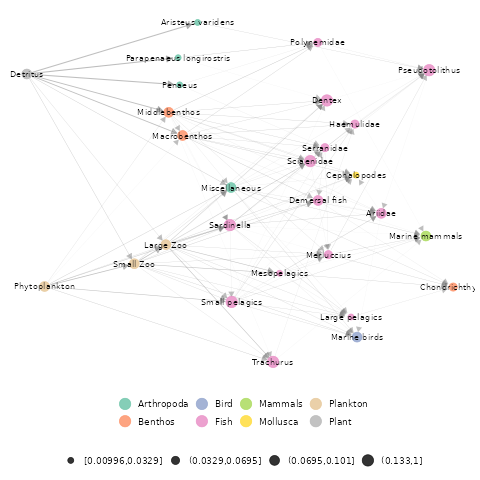 Aristeus varidens
Polynemidae
Parapenaeus longirostris
Detritus
Pseudotolithus
Peneus
Dentex
Middlebenthos
Haemulidae
Macrobenthos
Serranidae
Sciaenidae
Cephalopodes
Miscellaneous
Demersal fish
Ariidae
Sardinella
Marine mammals
Large Zoo
Merluccius
Small Zoo
Mesopelagics
Phytoplankton
Chondrichthy
Small pelagics
Large pelagics
Marine birds
Trachurus
Arthropoda Bird Mammals Plankton
Benthos Fish Mollusca Plant
[0.00996,0.0329] (0.0329,0.0695] (0.0695,0.101] (0.133,1]